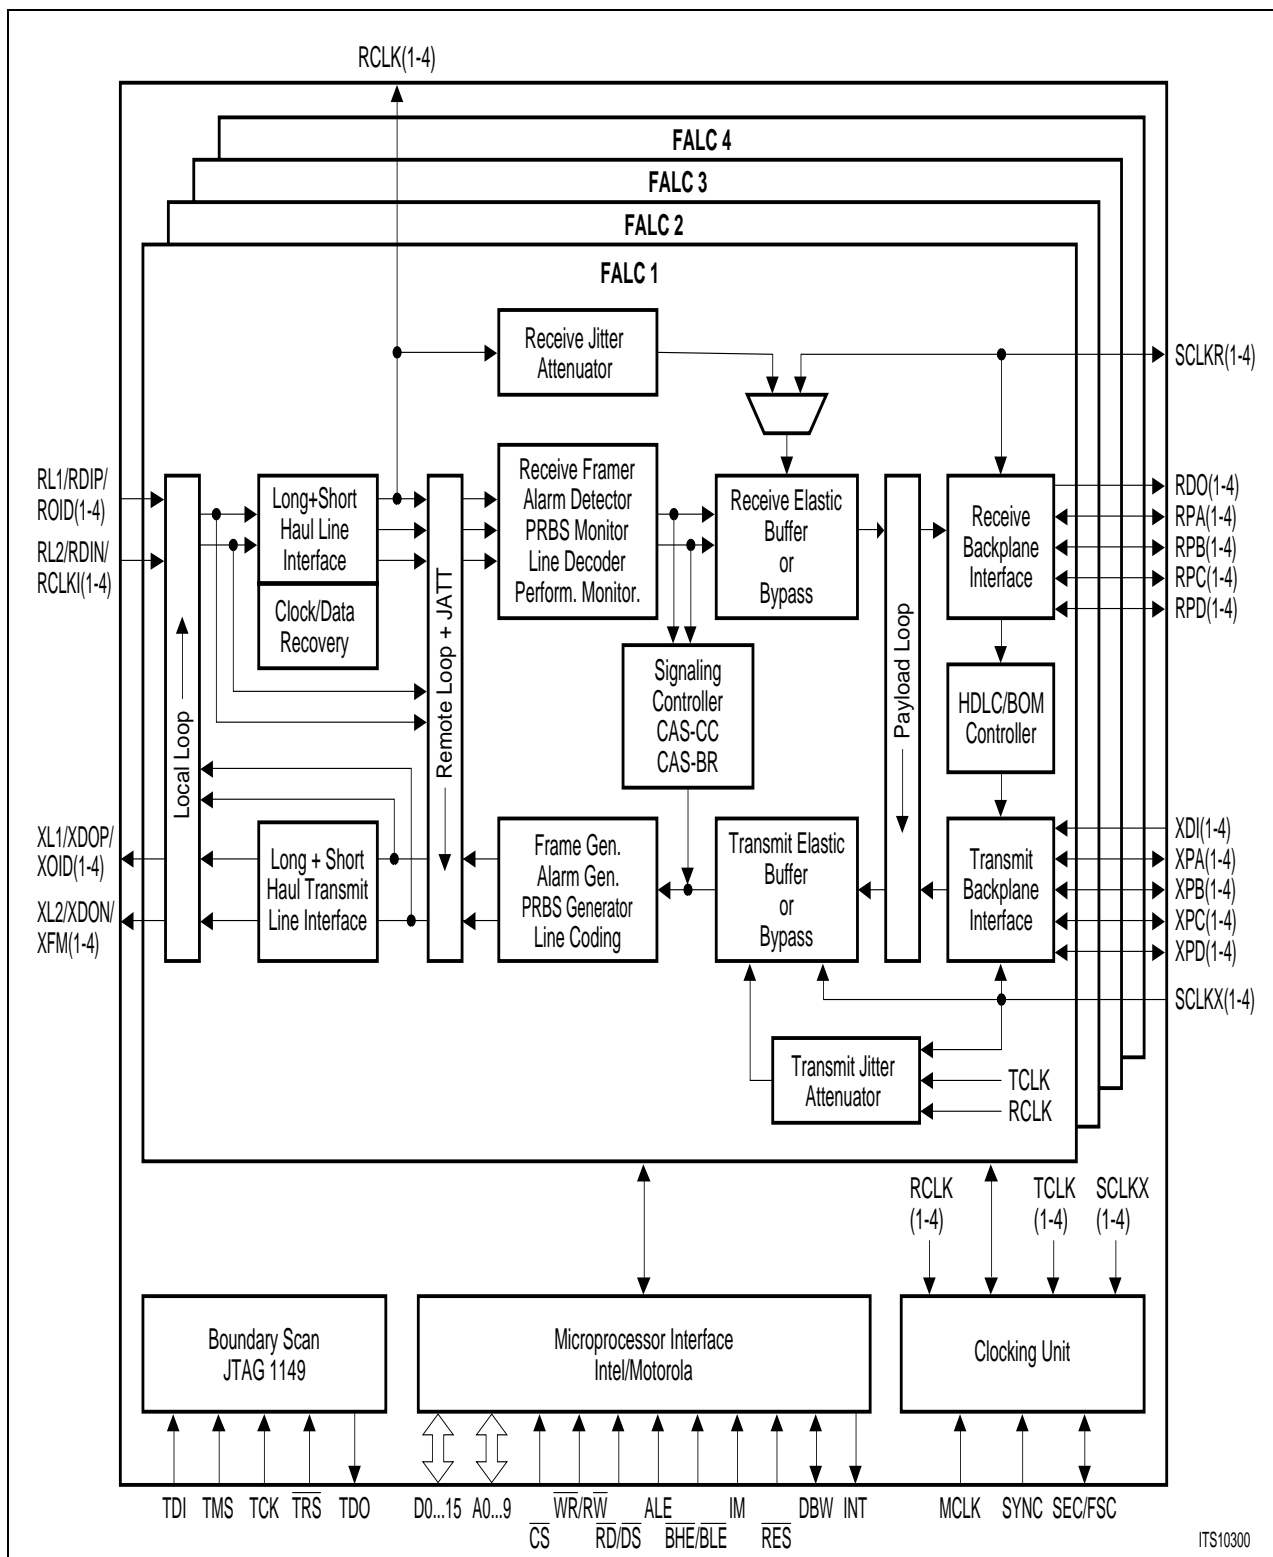 RCLK(1-4)
FALC 4
FALC 3
FALC 2
FALC 1
Receive Jitter
Attenuator
SCLKR(1-4)
RL1/RDIP/
ROID(1-4)
RL2/RDIN/
RCLKI(1-4)
Local Loop
Long+Short
Haul Line
Interface
Clock/Data
Recovery
Remote Loop + JATT
Receive Framer
Alarm Detector
PRBS Monitor
Line Decoder
Perform. Monitor.
Receive Elastic
Buffer
or
Bypass
Payload Loop
Receive
Backplane
Interface
RDO(1-4)
RPA(1-4)
RPB(1-4)
RPC(1-4)
RPD(1-4)
Signaling
Controller
CAS-CC
CAS-BR
HDLC/BOM
Controller
XL1/XDOP/
XOID(1-4)
XL2/XDON/
XFM(1-4)
Long + Short
Haul Transmit
Line Interface
Frame Gen.
Alarm Gen.
PRBS Generator
Line Coding
Transmit Elastic
Buffer
or
Bypass
Transmit
Backplane
Interface
XDI(1-4)
XPA(1-4)
XPB(1-4)
XPC(1-4)
XPD(1-4)
SCLKX(1-4)
Transmit Jitter
Attenuator
TCLK
RCLK
RCLK
(1-4)
TCLK
(1-4)
SCLKX
(1-4)
Boundary Scan
JTAG 1149
Microprocessor Interface
Intel/Motorola
Clocking Unit
TDI TMS TCK T̅R̅S̅ TDO D0...15 A0...9 W̅R̅/RW̅ ALE IM DBW INT MCLK SYNC SEC/FSC
C̅S̅ R̅D̅/D̅S̅ B̅H̅E̅/B̅L̅E̅ R̅E̅S̅
ITS10300